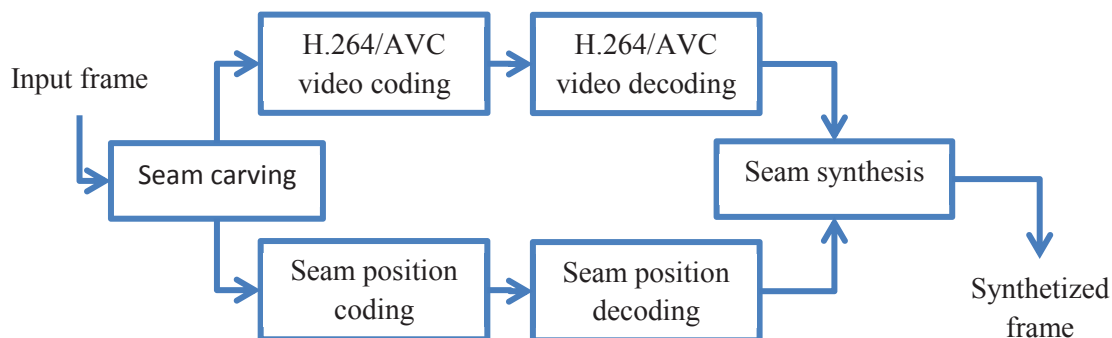 Input frame
Seam carving
H.264/AVC
video coding
H.264/AVC
video decoding
Seam position
coding
Seam position
decoding
Seam synthesis
Synthetized
frame